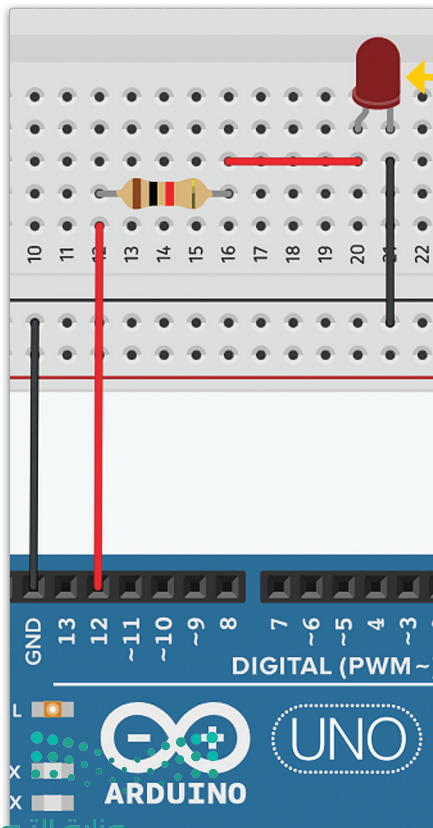 10 11 12 13 14 15 16 17 18 19 20 21 22
GND 13 12 ~11 ~10 ~9 8 7 ~6 ~5 4 ~3
DIGITAL (PWM~)
L
UNO
X
X
ARDUINO